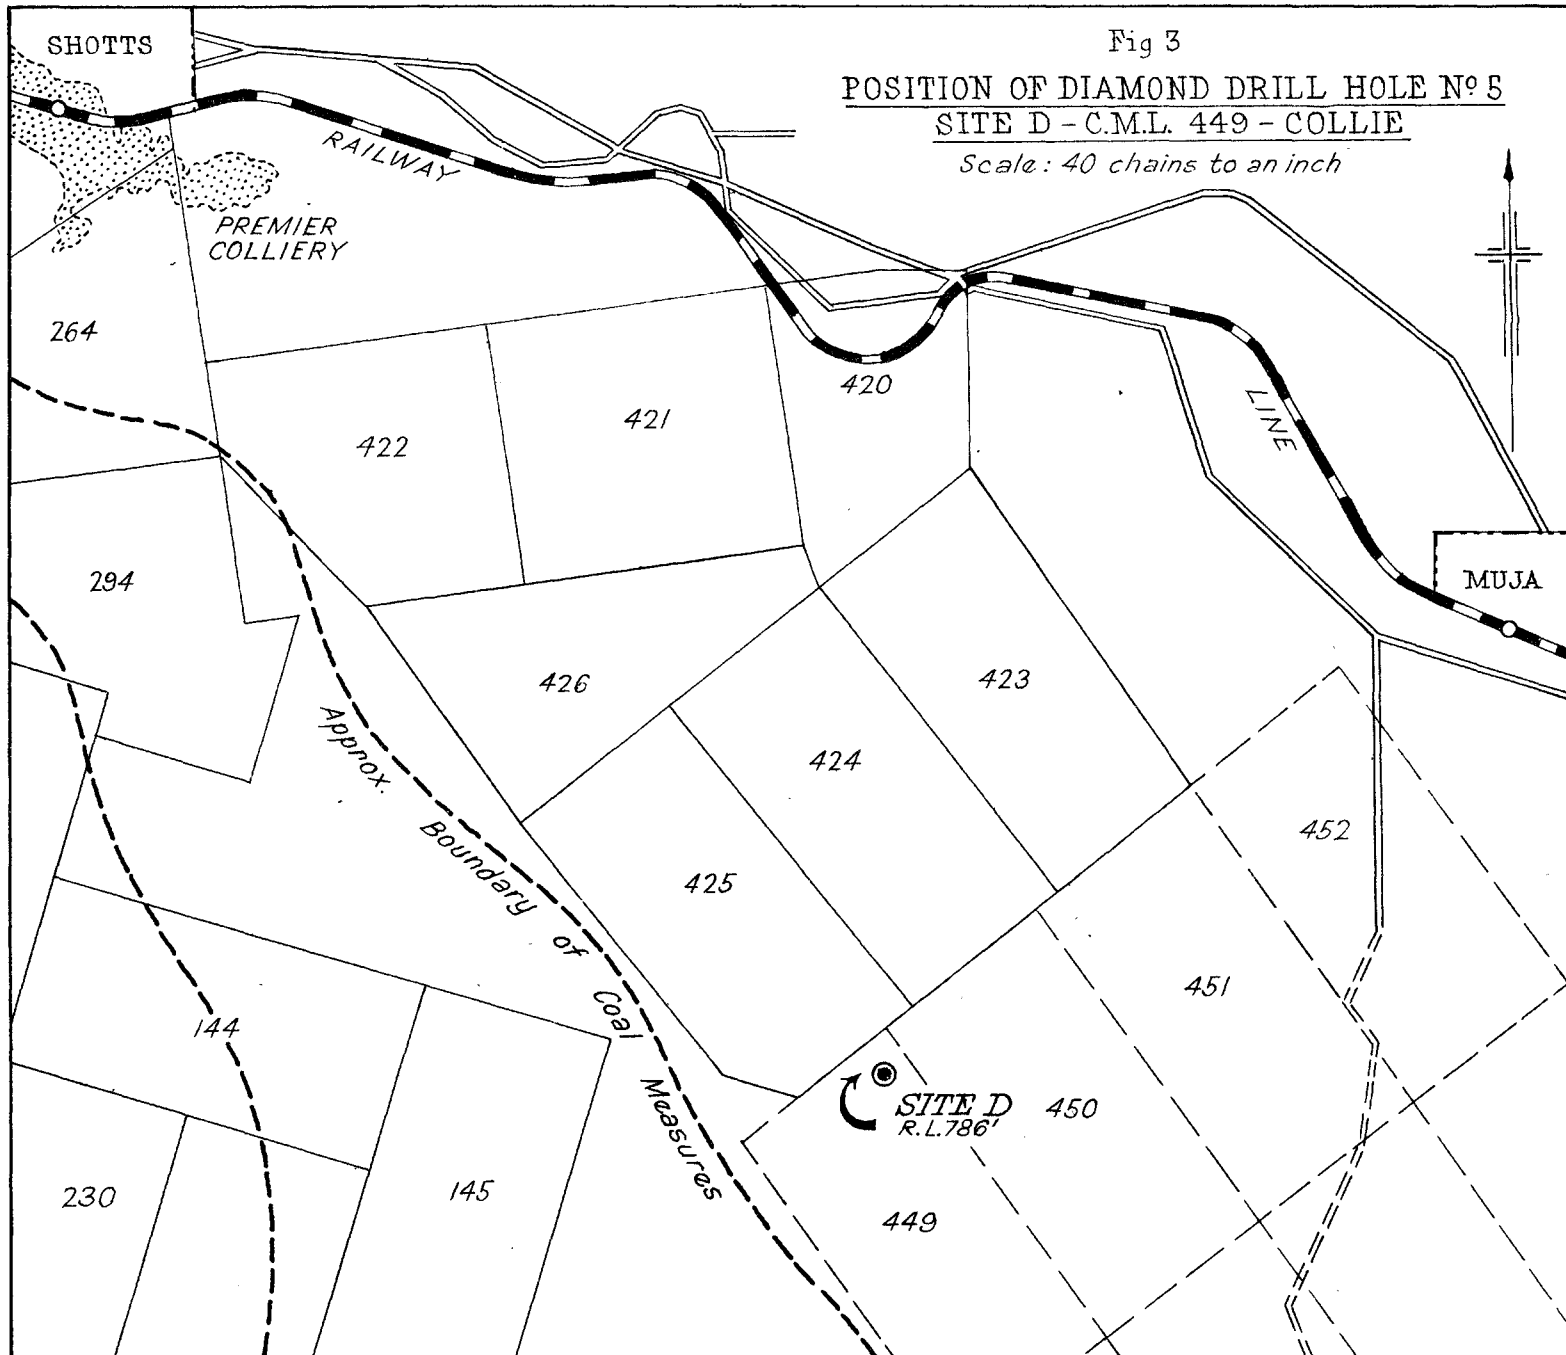 Fig 3
POSITION OF DIAMOND DRILL HOLE Nº 5
SITE D - C.M.L. 449 - COLLIE
Scale: 40 chains to an inch
SHOTTS
RAILWAY
PREMIER
COLLIERY
264
422
421
420
LINE
294
MUJA
426
423
Approx.
424
452
Boundary
425
of
451
Coal
144
Measures
SITE D
450
R.L.786'
230
145
449